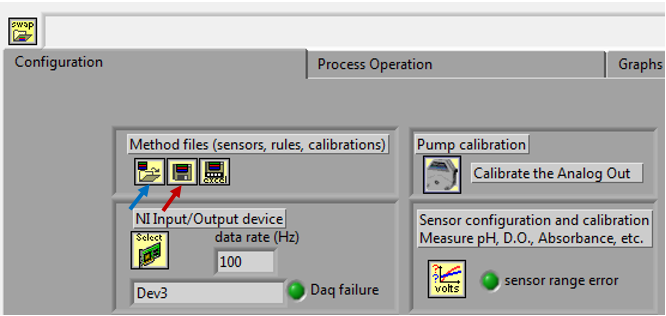 swap
Configuration
Process Operation
Graphs
Method files (sensors, rules, calibrations)
excel
Pump calibration
Calibrate the Analog Out
NI Input/Output device
Select
data rate (Hz)
100
Dev3
Daq failure
Sensor configuration and calibration
Measure pH, D.O., Absorbance, etc.
?
volts
sensor range error